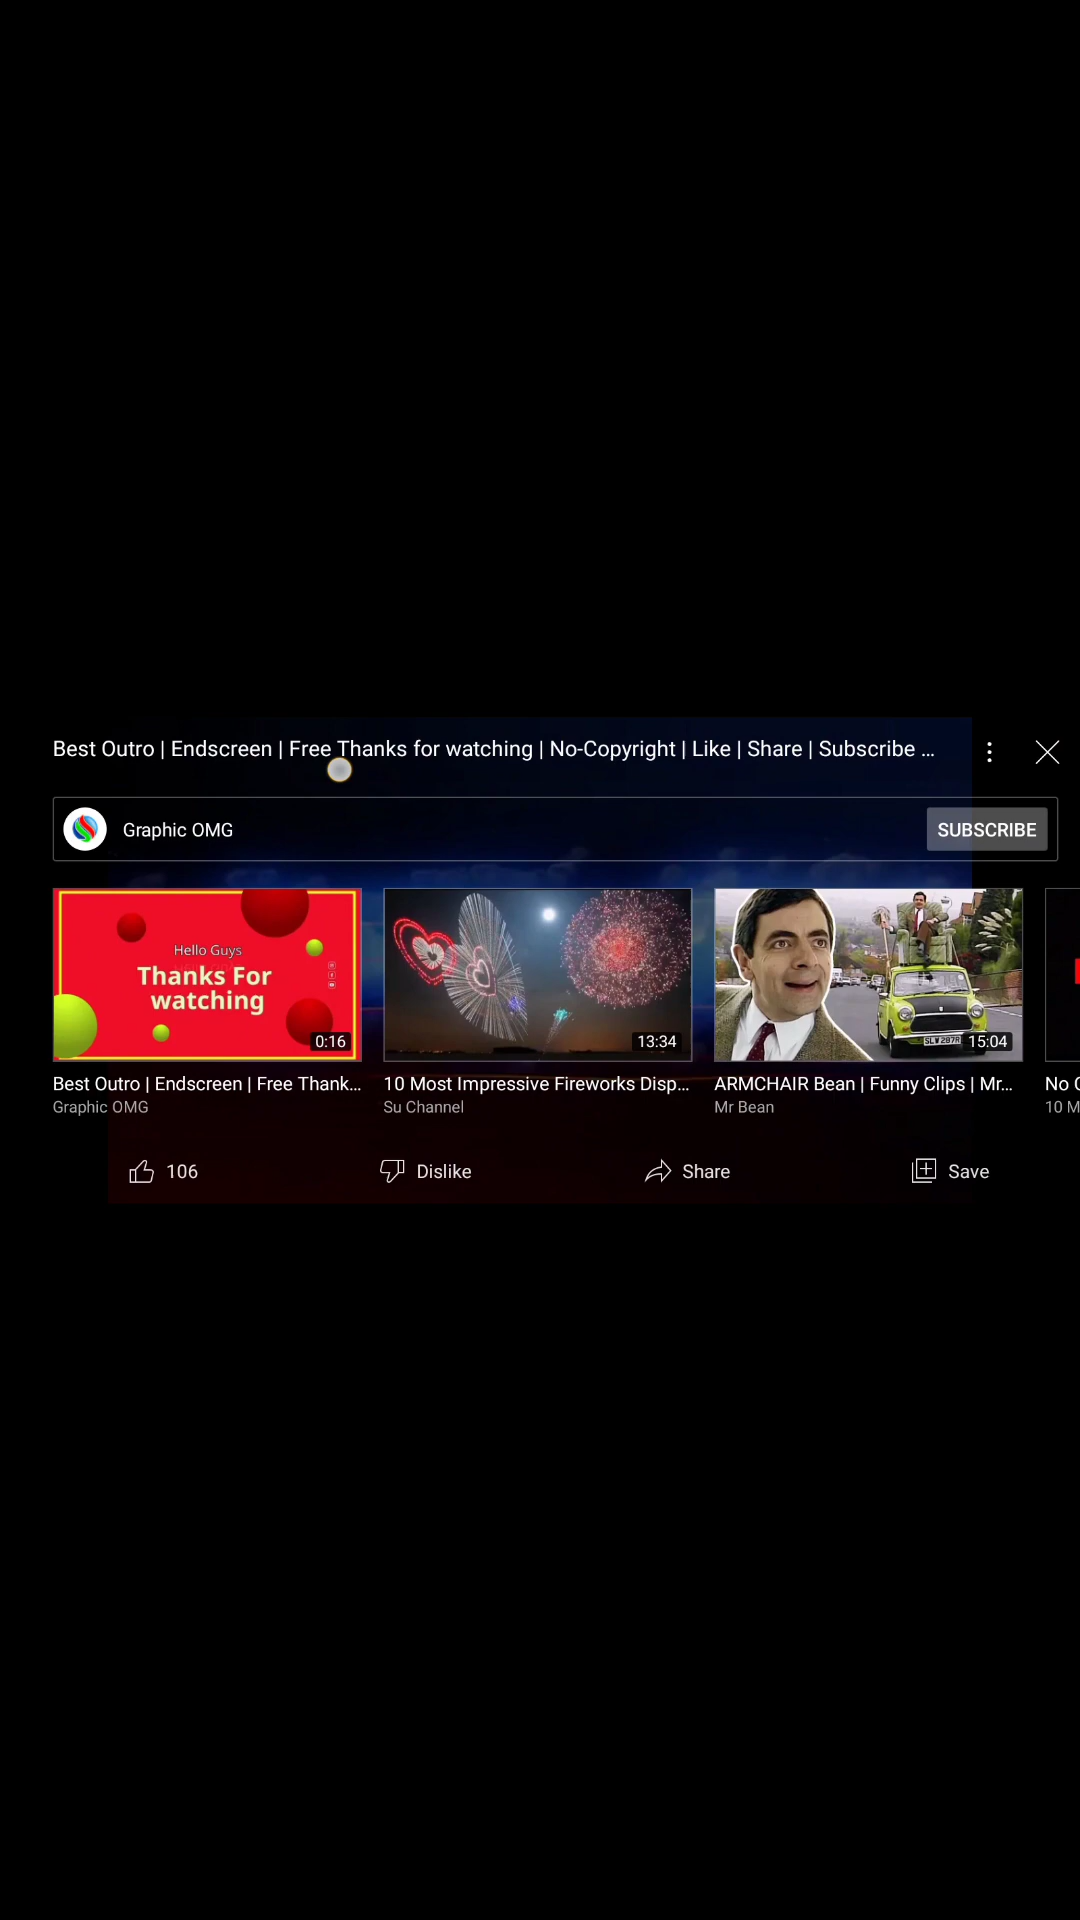 Best Outro | Endscreen | Free Thanks for watching | No-Copyright | Like | Share | Subscribe ...
Graphic OMG
SUBSCRIBE
Hello Guys
Thanks For
watching
0:16
13:34
SLW 287R
15:04
Best Outro | Endscreen | Free Thank...
Graphic OMG
10 Most Impressive Fireworks Disp...
Su Channel
ARMCHAIR Bean | Funny Clips | Mr...
Mr Bean
No
10 M
106
Dislike
Share
Save